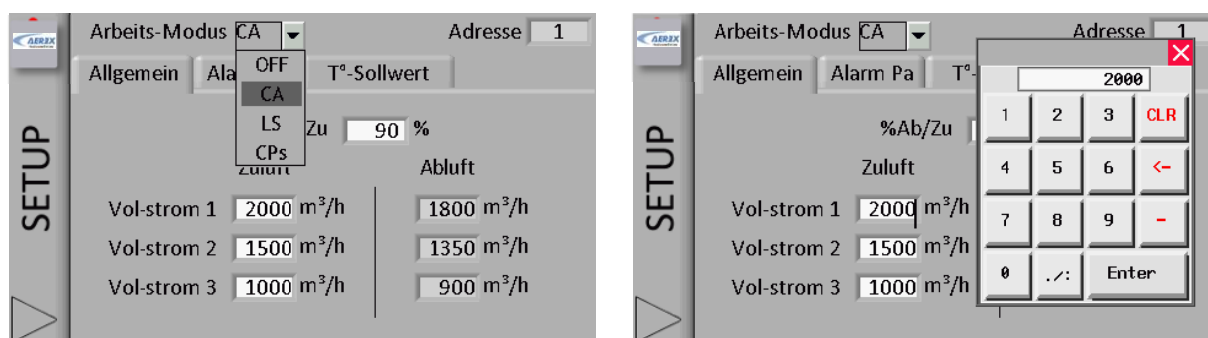 Arbeits-Modus CA
Adresse 1
AEREX
Allgemein Ala T°-Sollwert
OFF
CA
LS
CPs
Zu 90 %
Zuluft Abluft
Vol-strom 1 2000 m³/h 1800 m³/h
Vol-strom 2 1500 m³/h 1350 m³/h
Vol-strom 3 1000 m³/h 900 m³/h
SETUP
Arbeits-Modus CA
Adresse 1
AEREX
Allgemein Alarm Pa T°-
%Ab/Zu
Zuluft
Vol-strom 1 2000 m³/h
Vol-strom 2 1500 m³/h
Vol-strom 3 1000 m³/h
SETUP
2000
1 2 3 CLR
4 5 6 <-
7 8 9 -
0 ./: Enter